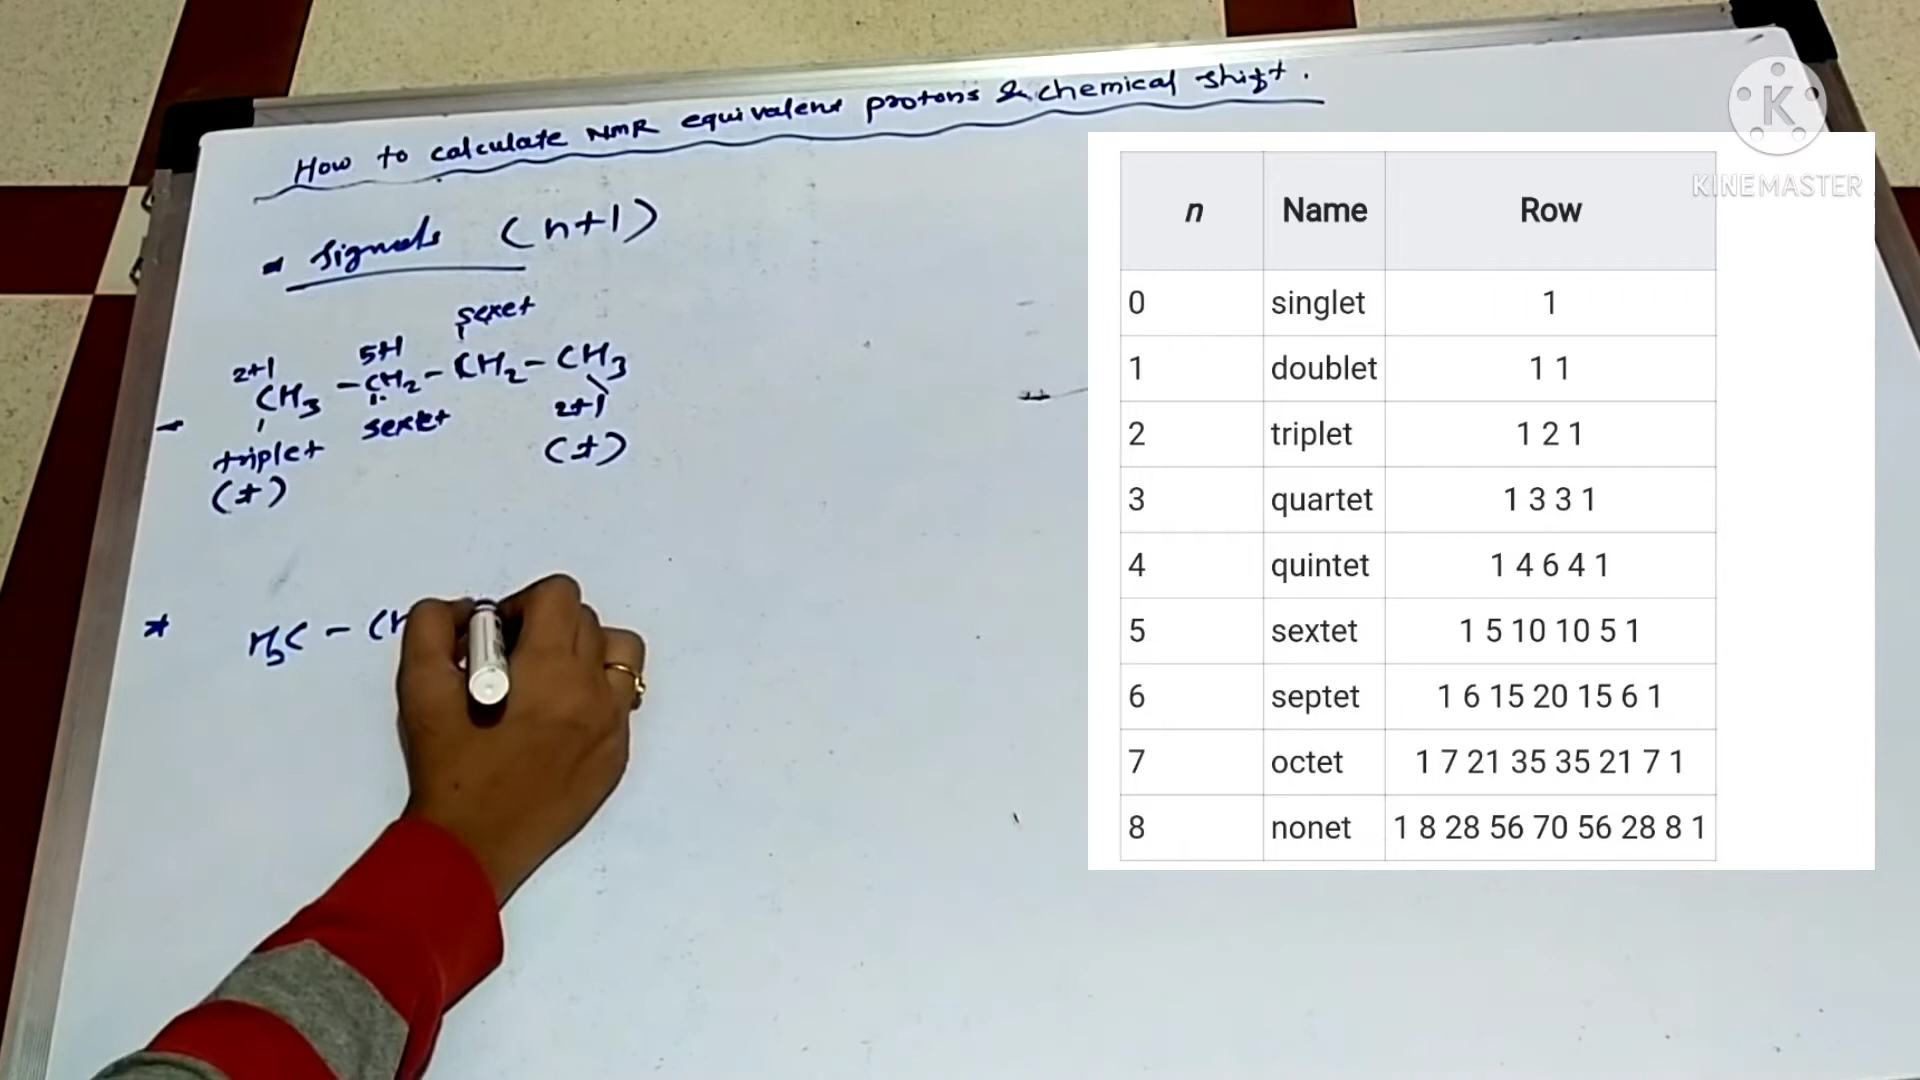 How to calculate NMR equivalent protons & chemical shift.
Signals (n+1)
sexet
2+1 5H
CH3 - CH2 - CH2 - CH3
triplet sextet 2+1
(t) (t)
* H3C - CH
K
KINEMASTER
n Name Row
0 singlet 1
1 doublet 1 1
2 triplet 1 2 1
3 quartet 1 3 3 1
4 quintet 1 4 6 4 1
5 sextet 1 5 10 10 5 1
6 septet 1 6 15 20 15 6 1
7 octet 1 7 21 35 35 21 7 1
8 nonet 1 8 28 56 70 56 28 8 1